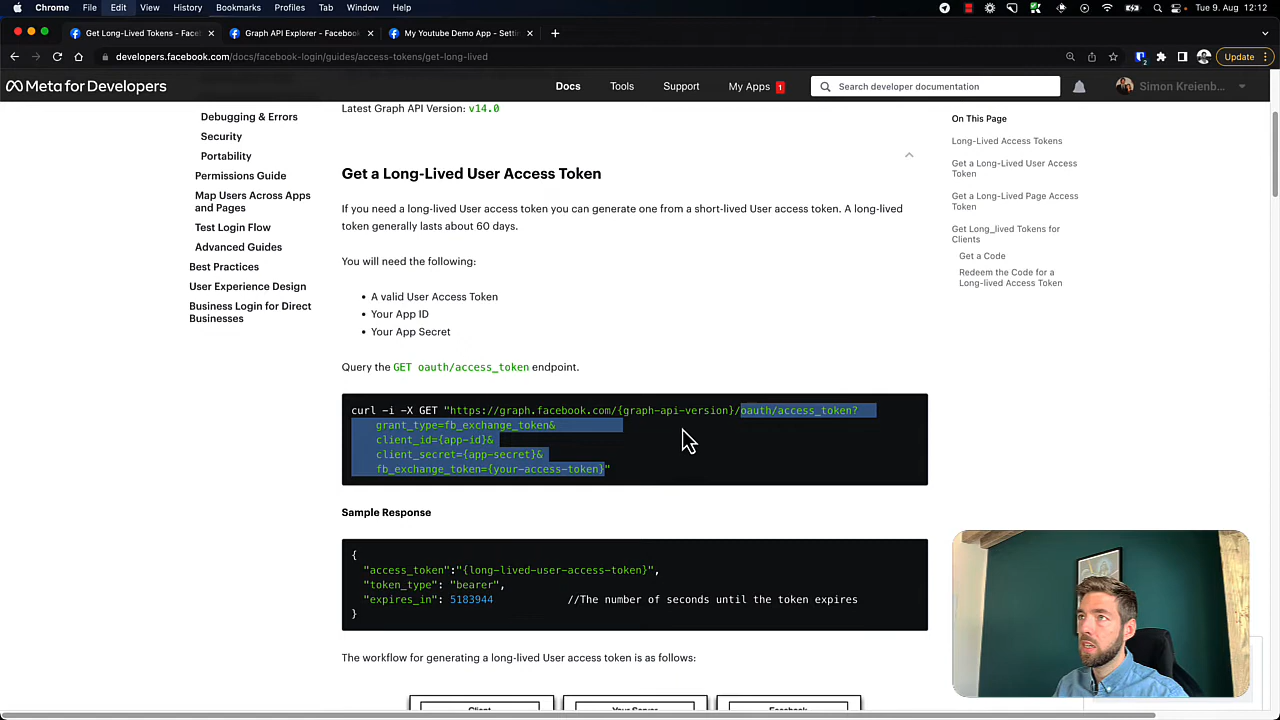 Chrome File Edit View History Bookmarks Profiles Tab Window Help
Tue 9. Aug 12:12
Get Long-Lived Tokens - Face
Graph API Explorer - Facebook
My Youtube Demo App - Setti
developers.facebook.com/docs/facebook-login/guides/access-tokens/get-long-lived
2
Update
Meta for Developers
Docs Tools Support My Apps 1
Search developer documentation
Simon Kreienb...
Debugging & Errors
Security
Portability
Permissions Guide
Map Users Across Apps
and Pages
Test Login Flow
Advanced Guides
Best Practices
User Experience Design
Business Login for Direct
Businesses
Latest Graph API Version: v14.0
Get a Long-Lived User Access Token
If you need a long-lived User access token you can generate one from a short-lived User access token. A long-lived
token generally lasts about 60 days.
You will need the following:
• A valid User Access Token
• Your App ID
• Your App Secret
Query the GET oauth/access_token endpoint.
curl -i -X GET "https://graph.facebook.com/{graph-api-version}/oauth/access_token?
grant_type=fb_exchange_token&
client_id={app-id}&
client_secret={app-secret}&
fb_exchange_token={your-access-token}"
Sample Response
{
"access_token":"{long-lived-user-access-token}",
"token_type": "bearer",
"expires_in": 5183944 //The number of seconds until the token expires
}
The workflow for generating a long-lived User access token is as follows:
Client Your Server Facebook
On This Page
Long-Lived Access Tokens
Get a Long-Lived User Access
Token
Get a Long-Lived Page Access
Token
Get Long_lived Tokens for
Clients
Get a Code
Redeem the Code for a
Long-lived Access Token